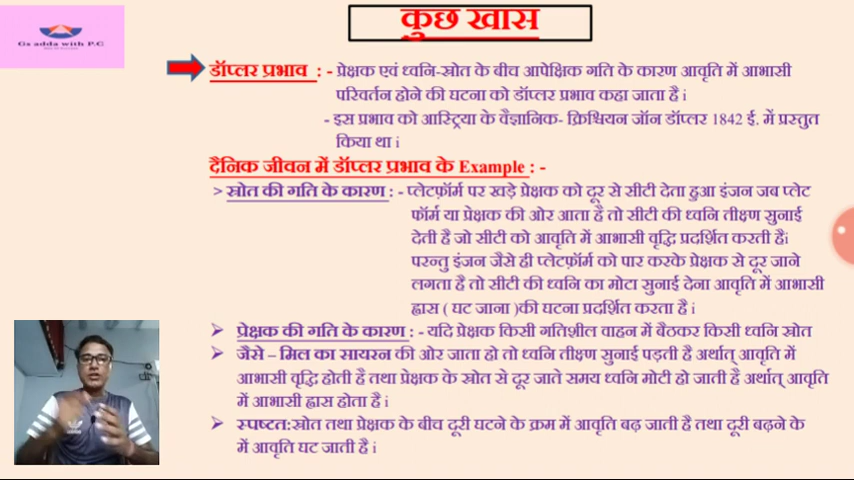 कुछ खास
Gs adda with P.C
डॉप्लर प्रभाव : - प्रेक्षक एवं ध्वनि-स्रोत के बीच आपेक्षिक गति के कारण आवृति में आभासी
परिवर्तन होने की घटना को डॉप्लर प्रभाव कहा जाता है i
- इस प्रभाव को आस्ट्रिया के वैज्ञानिक- क्रिश्चियन जॉन डॉप्लर 1842 ई. में प्रस्तुत
किया था i
दैनिक जीवन में डॉप्लर प्रभाव के Example : -
> स्रोत की गति के कारण : - प्लेटफ़ॉर्म पर खड़े प्रेक्षक को दूर से सीटी देता हुआ इंजन जब प्लेट
फॉर्म या प्रेक्षक की ओर आता है तो सीटी की ध्वनि तीक्ष्ण सुनाई
देती है जो सीटी को आवृति में आभासी वृद्धि प्रदर्शित करती हैi
परन्तु इंजन जैसे ही प्लेटफ़ॉर्म को पार करके प्रेक्षक से दूर जाने
लगता है तो सीटी की ध्वनि का मोटा सुनाई देना आवृति में आभासी
ह्रास ( घट जाना )की घटना प्रदर्शित करता है i
➢ प्रेक्षक की गति के कारण : - यदि प्रेक्षक किसी गतिशील वाहन में बैठकर किसी ध्वनि स्रोत
➢ जैसे – मिल का सायरन की ओर जाता हो तो ध्वनि तीक्ष्ण सुनाई पड़ती है अर्थात् आवृति में
आभासी वृद्धि होती है तथा प्रेक्षक के स्रोत से दूर जाते समय ध्वनि मोटी हो जाती है अर्थात् आवृति
में आभासी ह्रास होता है i
➢ स्पष्टत:स्रोत तथा प्रेक्षक के बीच दूरी घटने के क्रम में आवृति बढ़ जाती है तथा दूरी बढ़ने के
में आवृति घट जाती है i